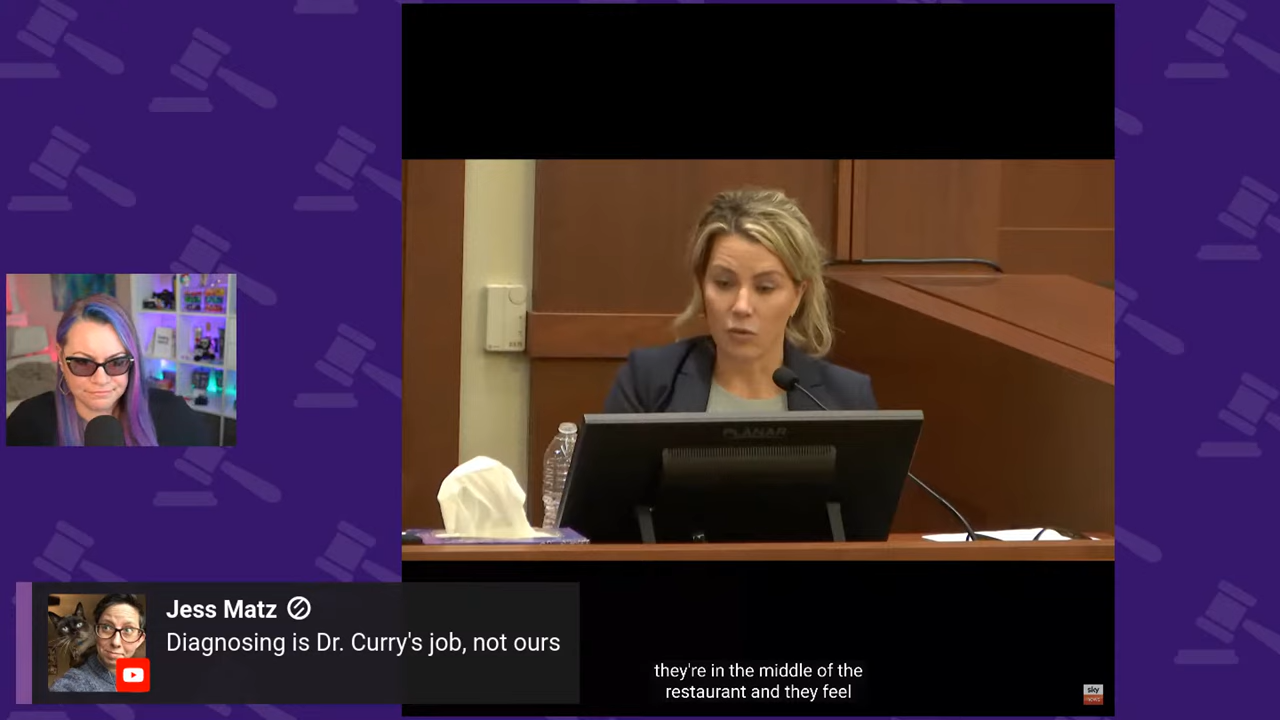 PLANAR
Jess Matz
Diagnosing is Dr. Curry's job, not ours
they're in the middle of the
restaurant and they feel
sky
news